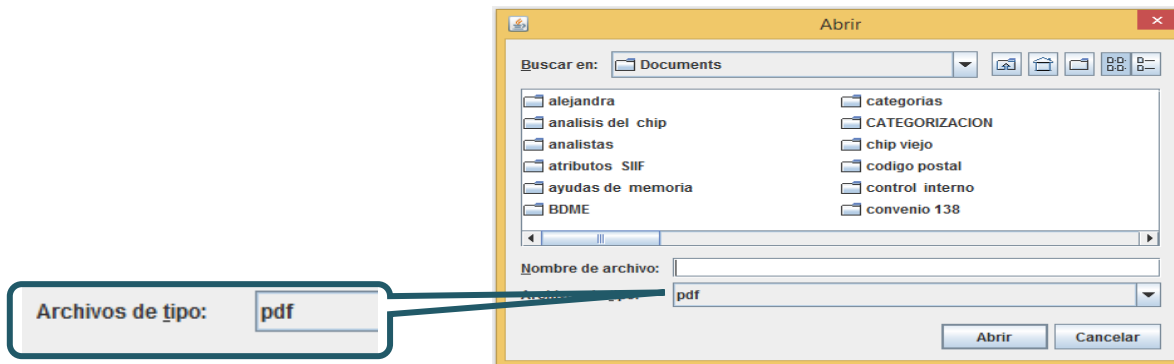 Abrir
Buscar en: Documents
alejandra
analisis del chip
analistas
atributos SIIF
ayudas de memoria
BDME
categorias
CATEGORIZACION
chip viejo
codigo postal
control interno
convenio 138
Nombre de archivo:
pdf
Abrir Cancelar
Archivos de tipo: pdf